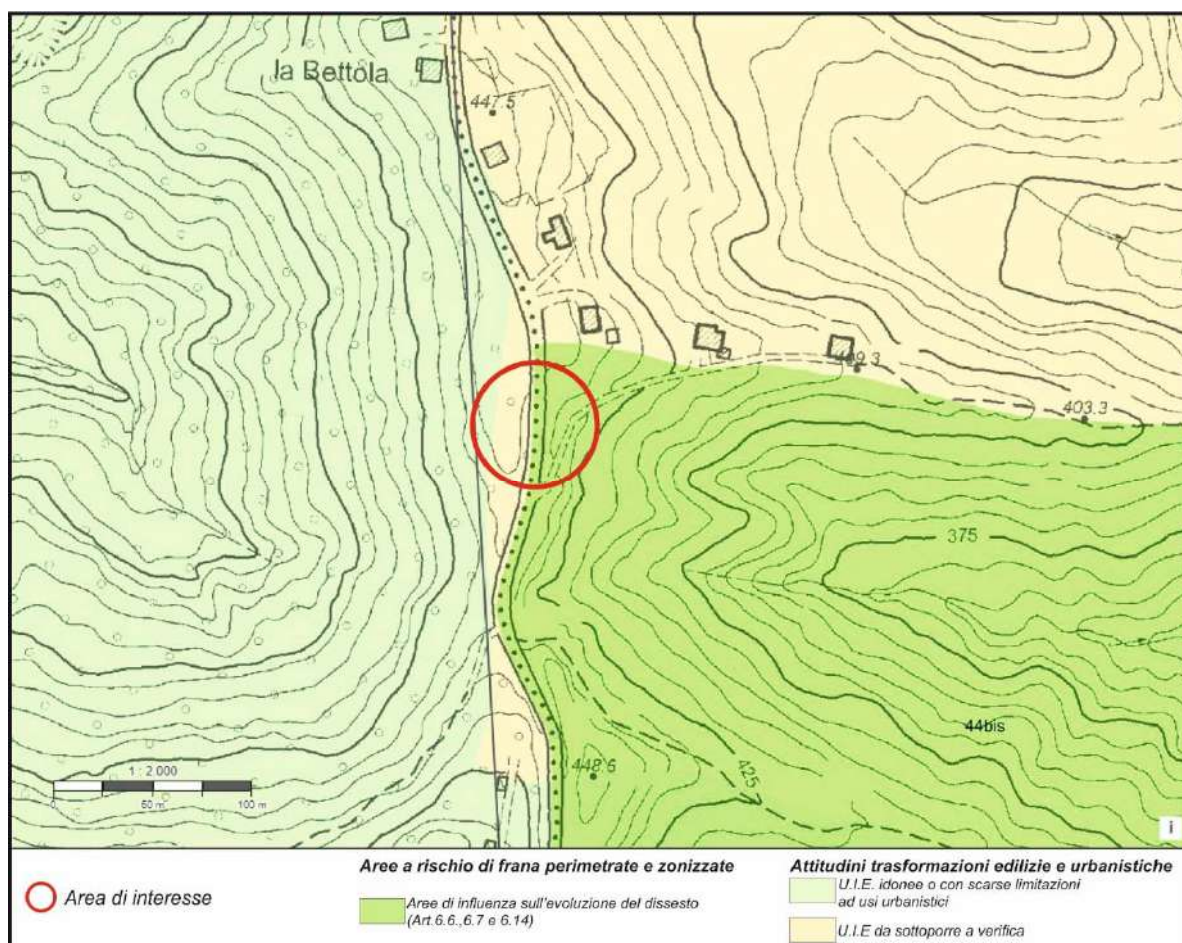 la Bettola
447.5
409.3
403.3
375
44bis
448.6
425
1 : 2 000
0 50 m 100 m
i
Area di interesse
Aree a rischio di frana perimetrate e zonizzate
Aree di influenza sull'evoluzione del dissesto
(Art.6.6.,6.7 e 6.14)
Attitudini trasformazioni edilizie e urbanistiche
U.I.E. idonee o con scarse limitazioni
ad usi urbanistici
U.I.E da sottoporre a verifica